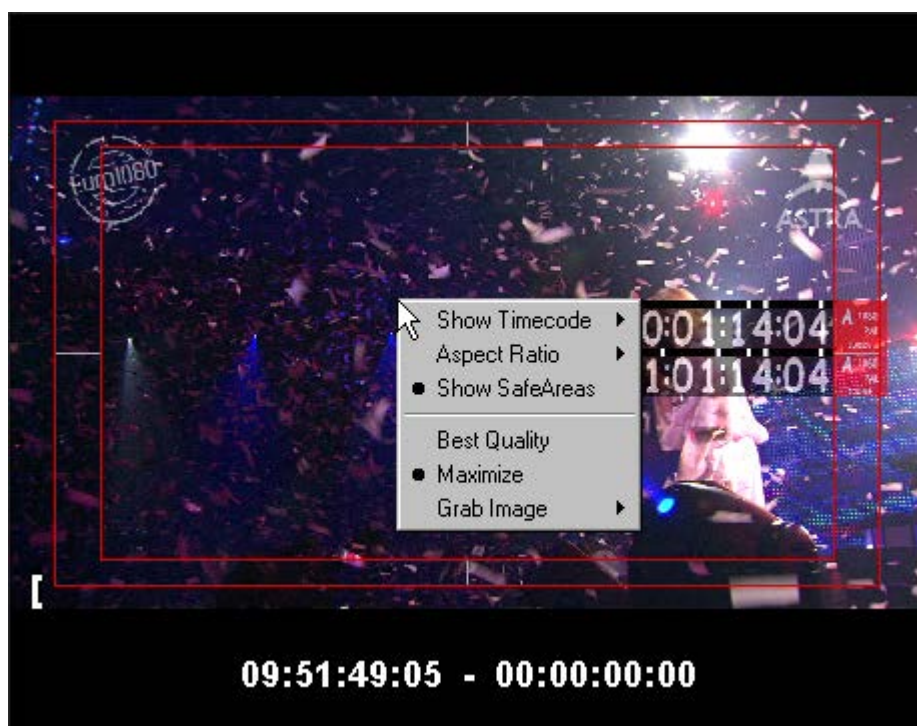 Euro1080
ASTRA
Show Timecode
0:01:14:04 A
Aspect Ratio
1:01:14:04 A
Show SafeAreas
Best Quality
Maximize
Grab Image
[
09:51:49:05 - 00:00:00:00